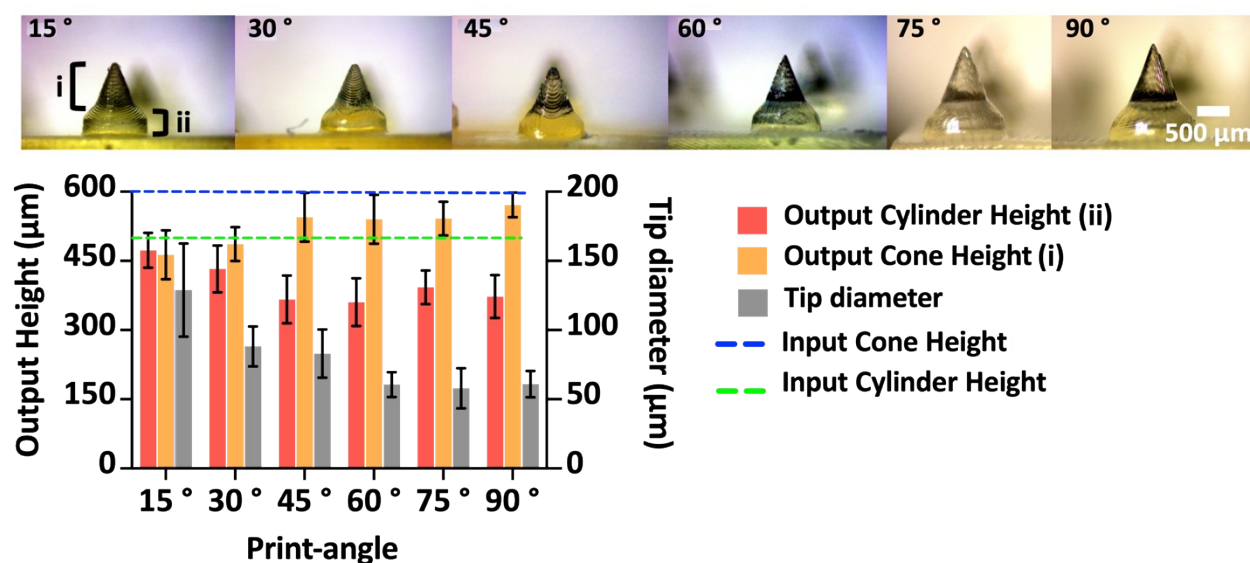 15 °
30 °
45 °
60 °
75 °
90 °
i
ii
500 µm
Output Height (µm)
600
450
300
150
0
200
150
100
50
0
Tip diameter (µm)
15 ° 30 ° 45 ° 60 ° 75 ° 90 °
Print-angle
Output Cylinder Height (ii)
Output Cone Height (i)
Tip diameter
Input Cone Height
Input Cylinder Height